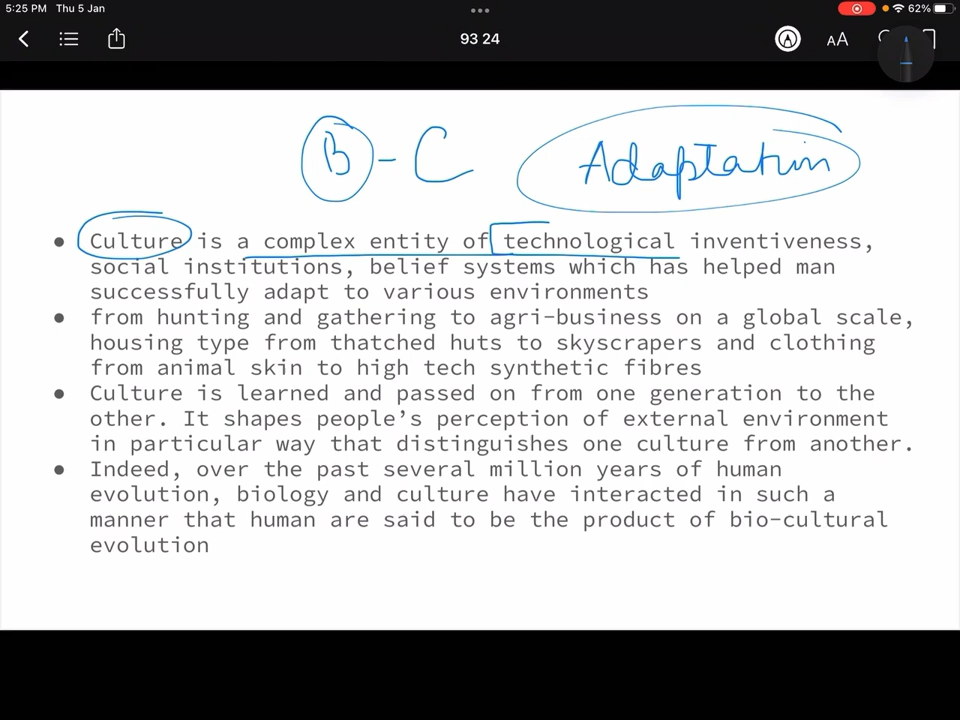 5:25 PM Thu 5 Jan
62%
93 24
AA
B - C Adaptation
• Culture is a complex entity of technological inventiveness,
social institutions, belief systems which has helped man
successfully adapt to various environments
• from hunting and gathering to agri-business on a global scale,
housing type from thatched huts to skyscrapers and clothing
from animal skin to high tech synthetic fibres
• Culture is learned and passed on from one generation to the
other. It shapes people’s perception of external environment
in particular way that distinguishes one culture from another.
• Indeed, over the past several million years of human
evolution, biology and culture have interacted in such a
manner that human are said to be the product of bio-cultural
evolution